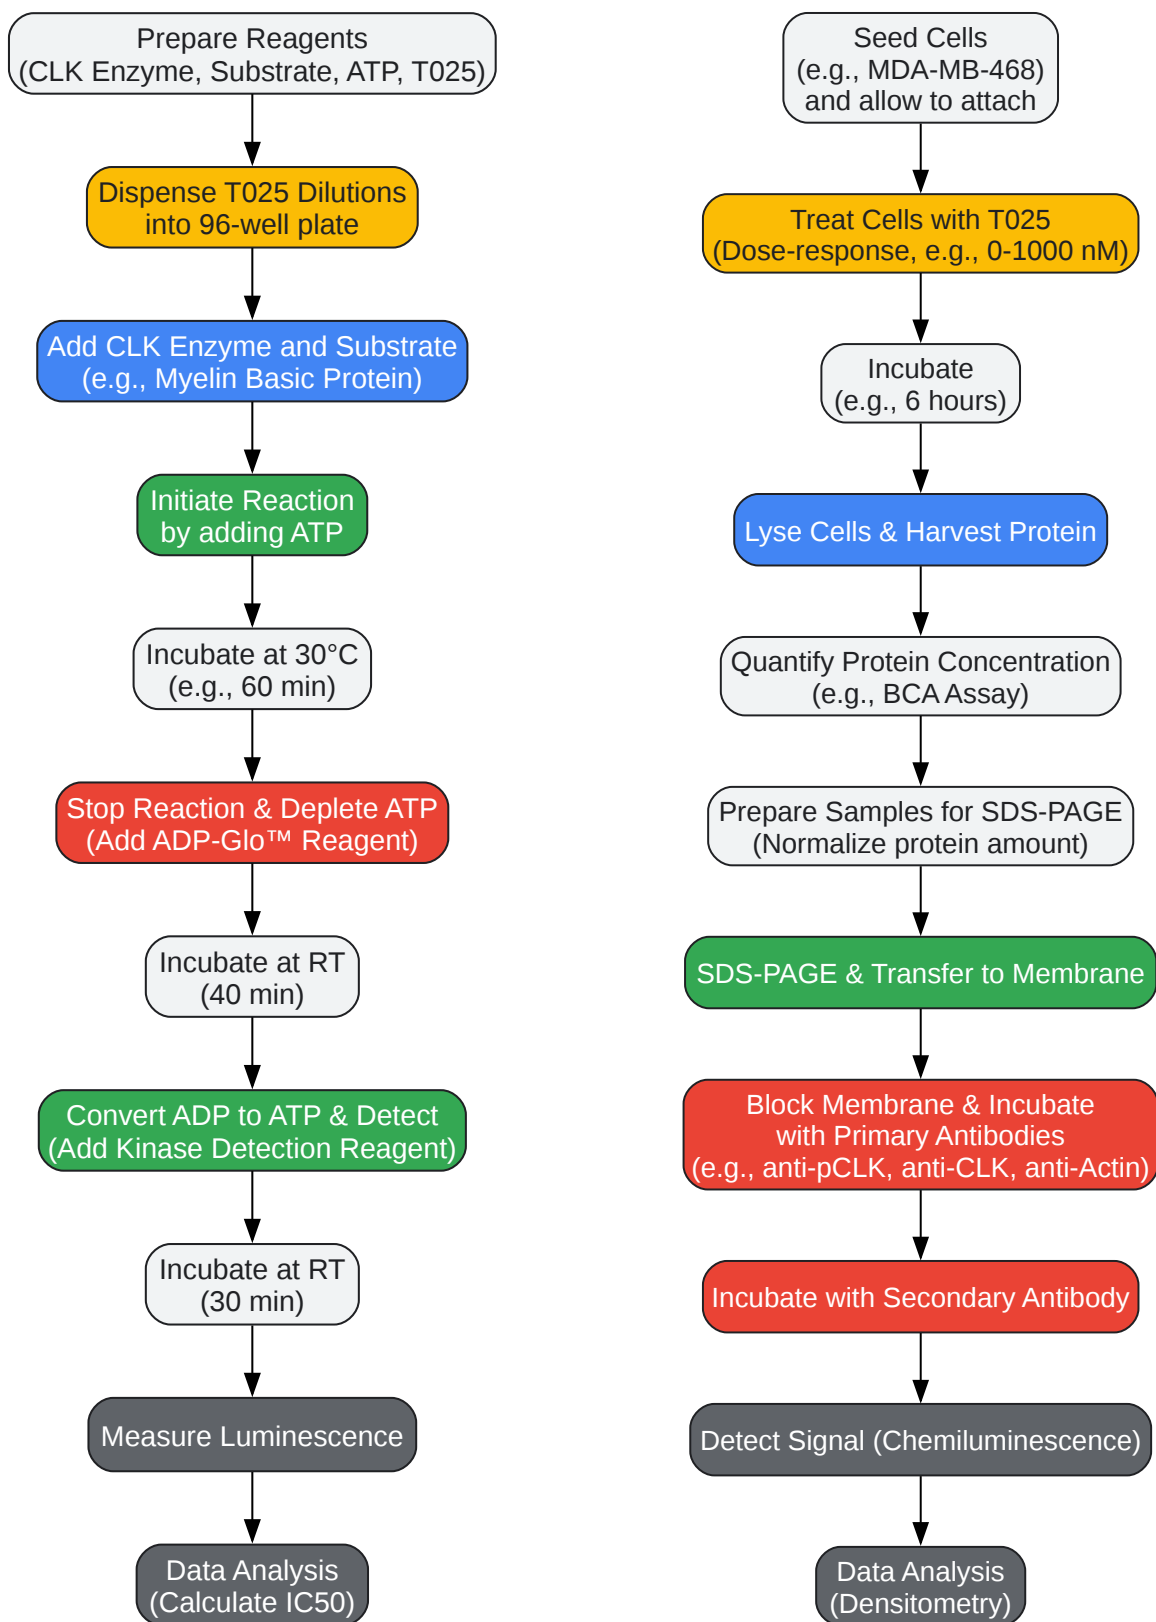 Prepare Reagents
(CLK Enzyme, Substrate, ATP, T025)
Dispense T025 Dilutions
into 96-well plate
Add CLK Enzyme and Substrate
(e.g., Myelin Basic Protein)
Initiate Reaction
by adding ATP
Incubate at 30°C
(e.g., 60 min)
Stop Reaction & Deplete ATP
(Add ADP-Glo™ Reagent)
Incubate at RT
(40 min)
Convert ADP to ATP & Detect
(Add Kinase Detection Reagent)
Incubate at RT
(30 min)
Measure Luminescence
Data Analysis
(Calculate IC50)
Seed Cells
(e.g., MDA-MB-468)
and allow to attach
Treat Cells with T025
(Dose-response, e.g., 0-1000 nM)
Incubate
(e.g., 6 hours)
Lyse Cells & Harvest Protein
Quantify Protein Concentration
(e.g., BCA Assay)
Prepare Samples for SDS-PAGE
(Normalize protein amount)
SDS-PAGE & Transfer to Membrane
Block Membrane & Incubate
with Primary Antibodies
(e.g., anti-pCLK, anti-CLK, anti-Actin)
Incubate with Secondary Antibody
Detect Signal (Chemiluminescence)
Data Analysis
(Densitometry)